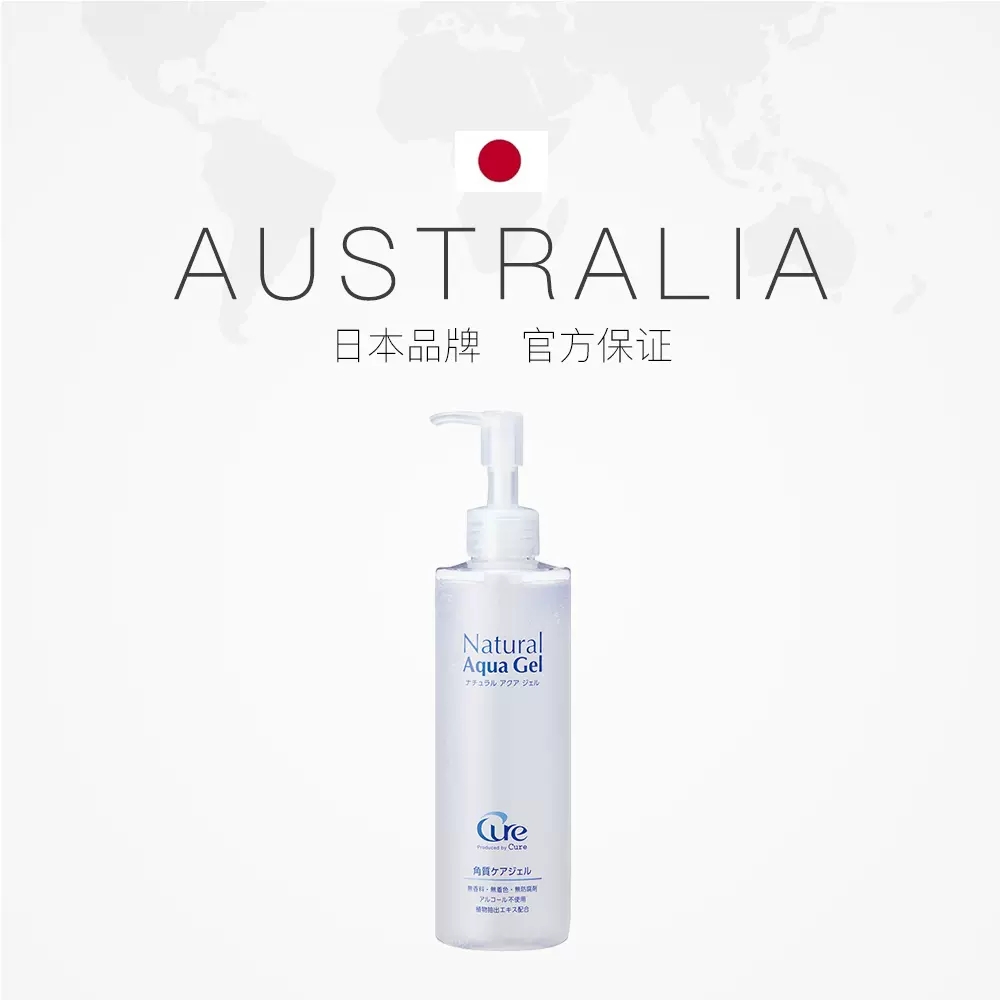 AUSTRALIA
日本品牌 官方保证
Natural
Aqua Gel
ナチュラル アクア ジェル
Cure
Produced by Cure
角質ケアジェル
無香料・無着色・無防腐剤
アルコール不使用
植物抽出エキス配合